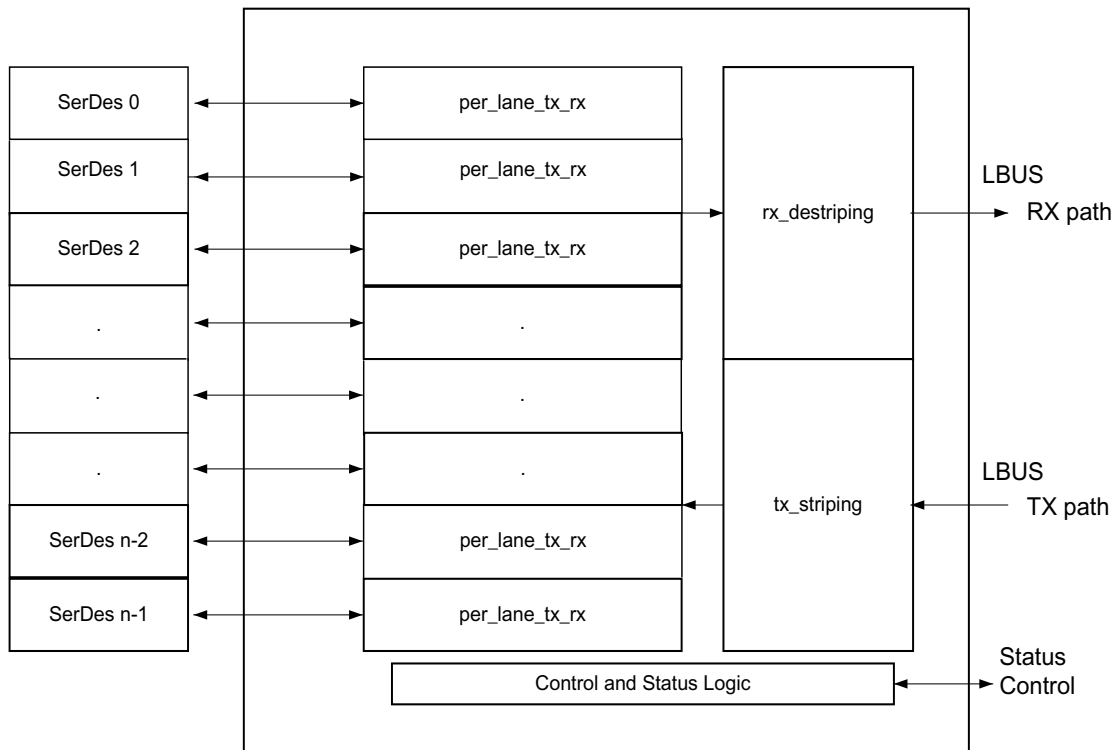 SerDes 0
per_lane_tx_rx
SerDes 1
per_lane_tx_rx
SerDes 2
per_lane_tx_rx
.
.
.
.
.
.
SerDes n-2
per_lane_tx_rx
SerDes n-1
per_lane_tx_rx
rx_destriping
LBUS
RX path
tx_striping
LBUS
TX path
Control and Status Logic
Status
Control